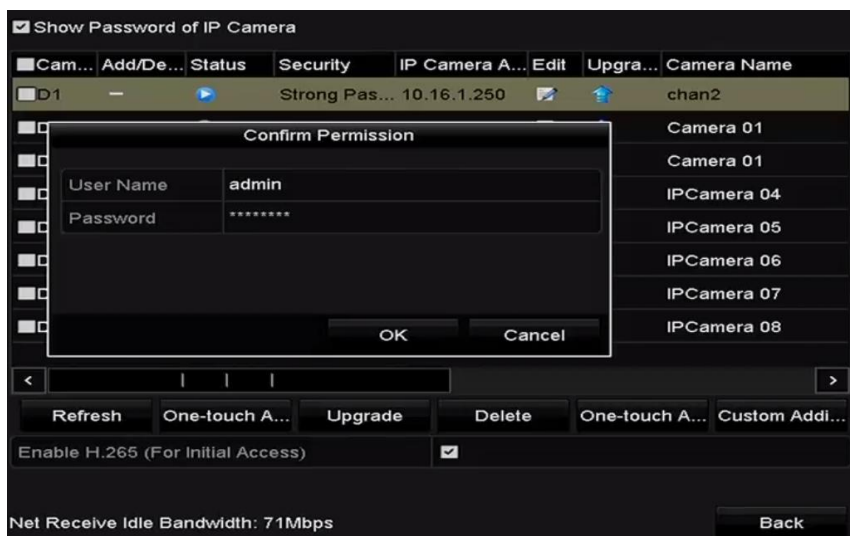 Show Password of IP Camera
Cam... Add/De... Status Security IP Camera A... Edit Upgra... Camera Name
D1 — Strong Pas... 10.16.1.250 chan2
Confirm Permission
D Camera 01
D Camera 01
User Name admin
D IPCamera 04
Password ********
D IPCamera 05
D IPCamera 06
D IPCamera 07
D IPCamera 08
OK Cancel
< >
Refresh One-touch A... Upgrade Delete One-touch A... Custom Addi...
Enable H.265 (For Initial Access)
Net Receive Idle Bandwidth: 71Mbps Back